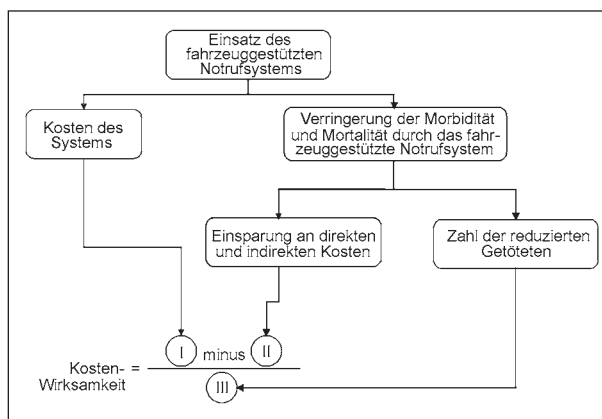 Einsatz des
fahrzeuggestützten
Notrufsystems
Kosten des
Systems
Verringerung der Morbidität
und Mortalität durch das fahr-
zeuggestützte Notrufsystem
Einsparung an direkten
und indirekten Kosten
Zahl der reduzierten
Getöteten
I minus II
Kosten- =
Wirksamkeit
III